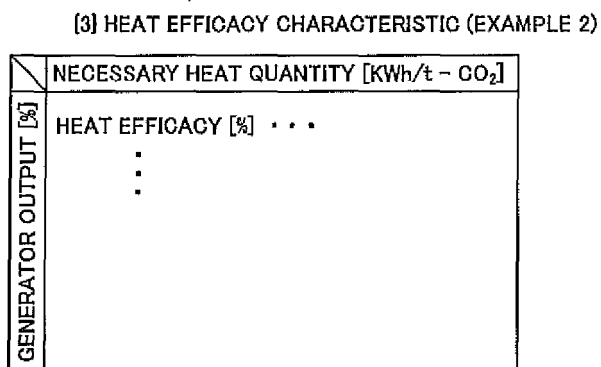 [3] HEAT EFFICACY CHARACTERISTIC (EXAMPLE 2)
NECESSARY HEAT QUANTITY [KWh/t - CO₂]
GENERATOR OUTPUT [%]
HEAT EFFICACY [%] ···